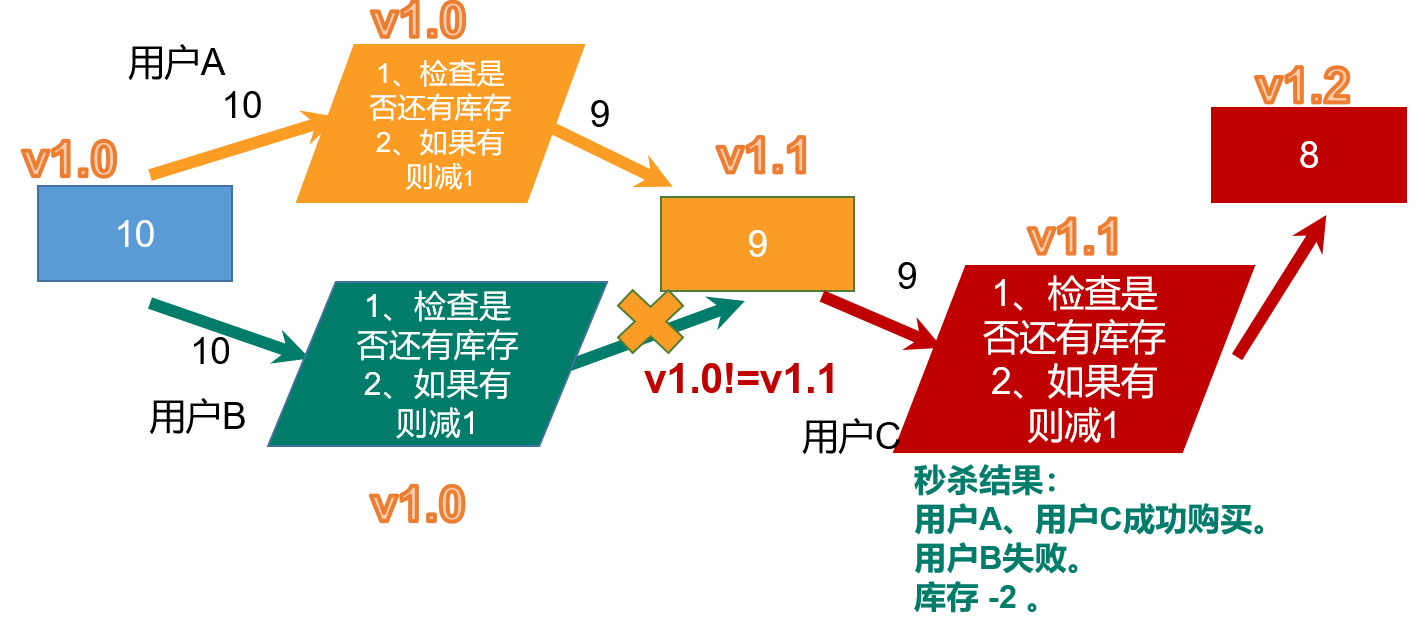 v1.0
用户A
10
1、检查是
否还有库存
2、如果有
则减1
9
v1.0
10
v1.1
9
v1.2
8
10
用户B
1、检查是
否还有库存
2、如果有
则减1
v1.0
v1.0!=v1.1
9
v1.1
用户C
1、检查是
否还有库存
2、如果有
则减1
秒杀结果：
用户A、用户C成功购买。
用户B失败。
库存 -2 。